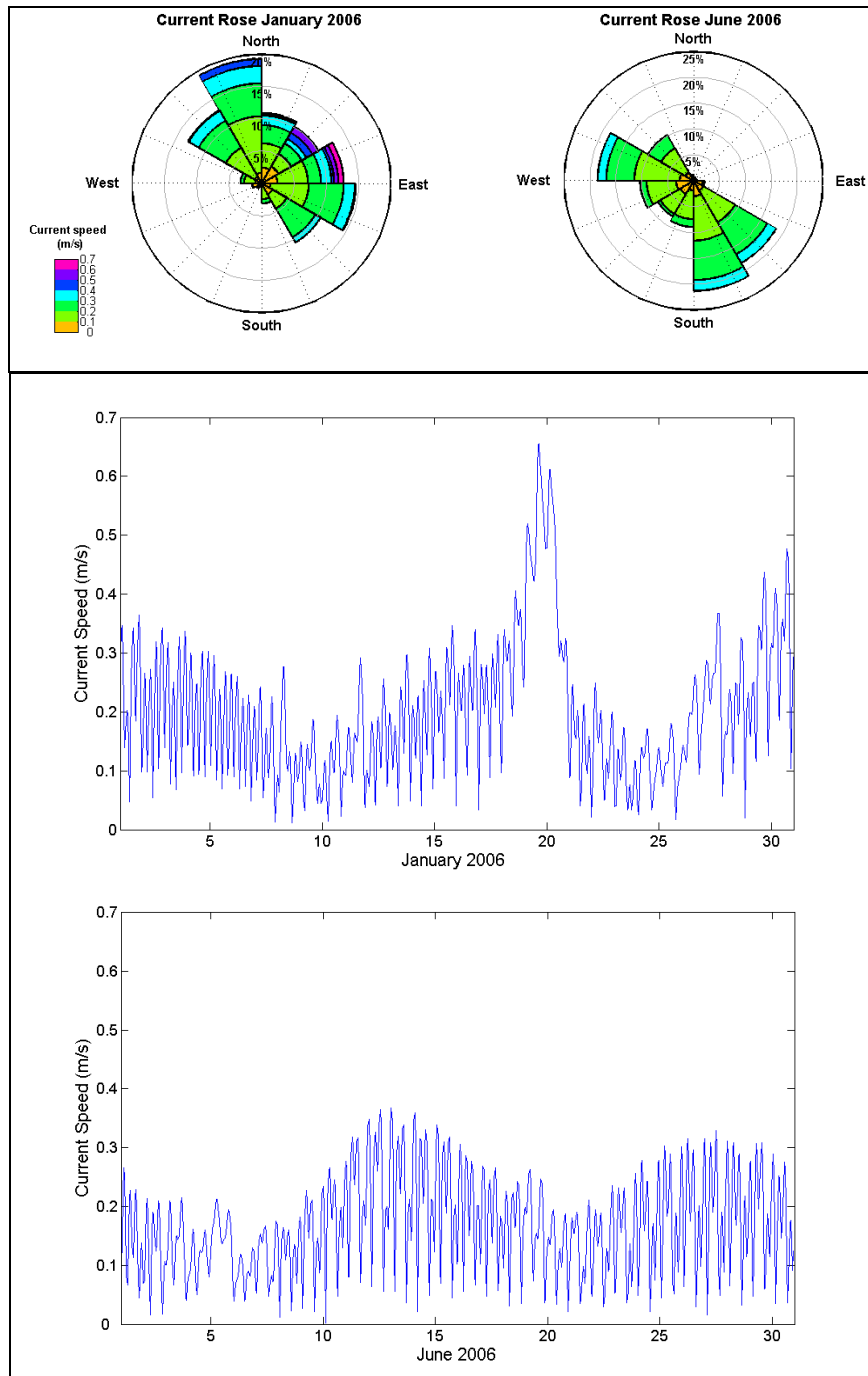 Current Rose January 2006
North
20%
15%
10%
5%
West
East
South
Current speed
(m/s)
0.7
0.6
0.5
0.4
0.3
0.2
0.1
0
Current Rose June 2006
North
25%
20%
15%
10%
5%
West
East
South
0.7
0.6
0.5
0.4
0.3
0.2
0.1
0
Current Speed (m/s)
5
10
15
20
25
30
January 2006
0.7
0.6
0.5
0.4
0.3
0.2
0.1
0
Current Speed (m/s)
5
10
15
20
25
30
June 2006